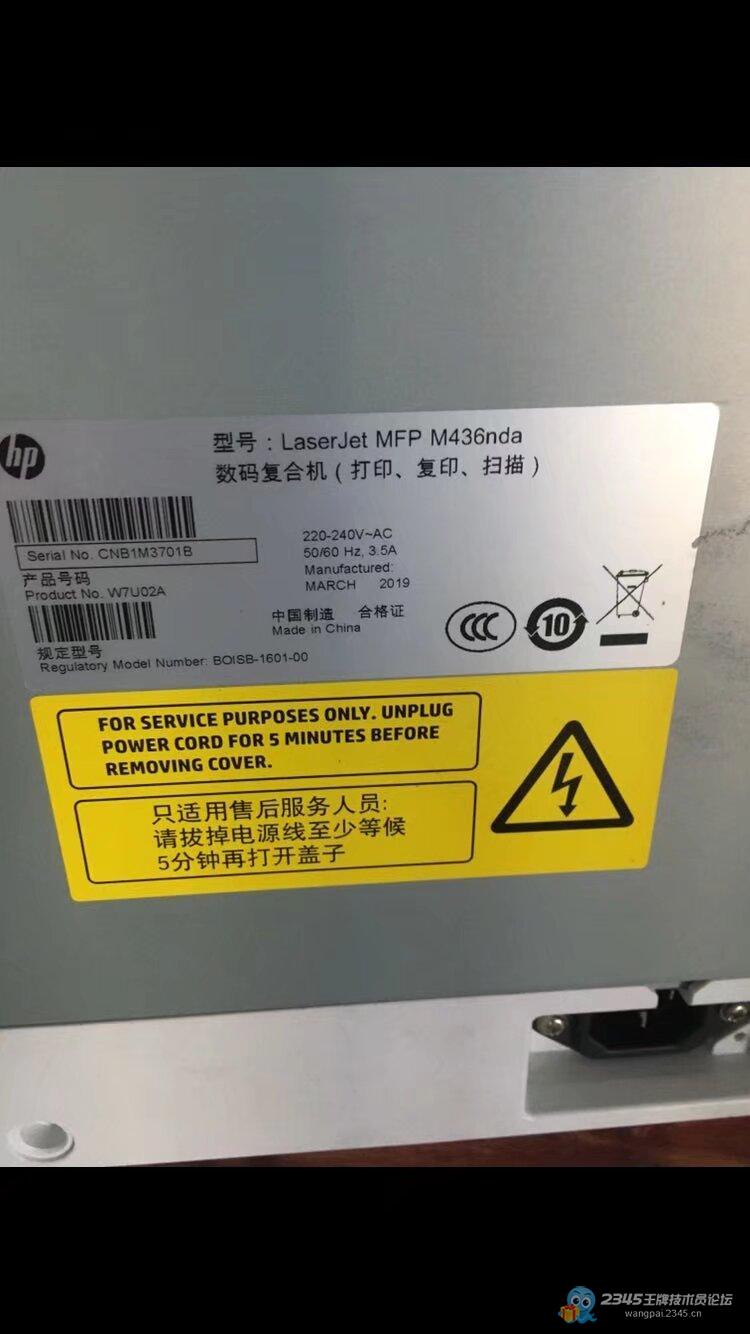 hp
型号：LaserJet MFP M436nda
数码复合机（打印、复印、扫描）
Serial No. CNB1M3701B
产品号码
Product No. W7U02A
规定型号
Regulatory Model Number: BOISB-1601-00
220-240V~AC
50/60 Hz, 3.5A
Manufactured:
MARCH 2019
中国制造 合格证
Made in China
CCC
10
FOR SERVICE PURPOSES ONLY. UNPLUG
POWER CORD FOR 5 MINUTES BEFORE
REMOVING COVER.
只适用售后服务人员:
请拔掉电源线至少等候
5分钟再打开盖子
2345王牌技术员论坛
wangpai.2345.cn